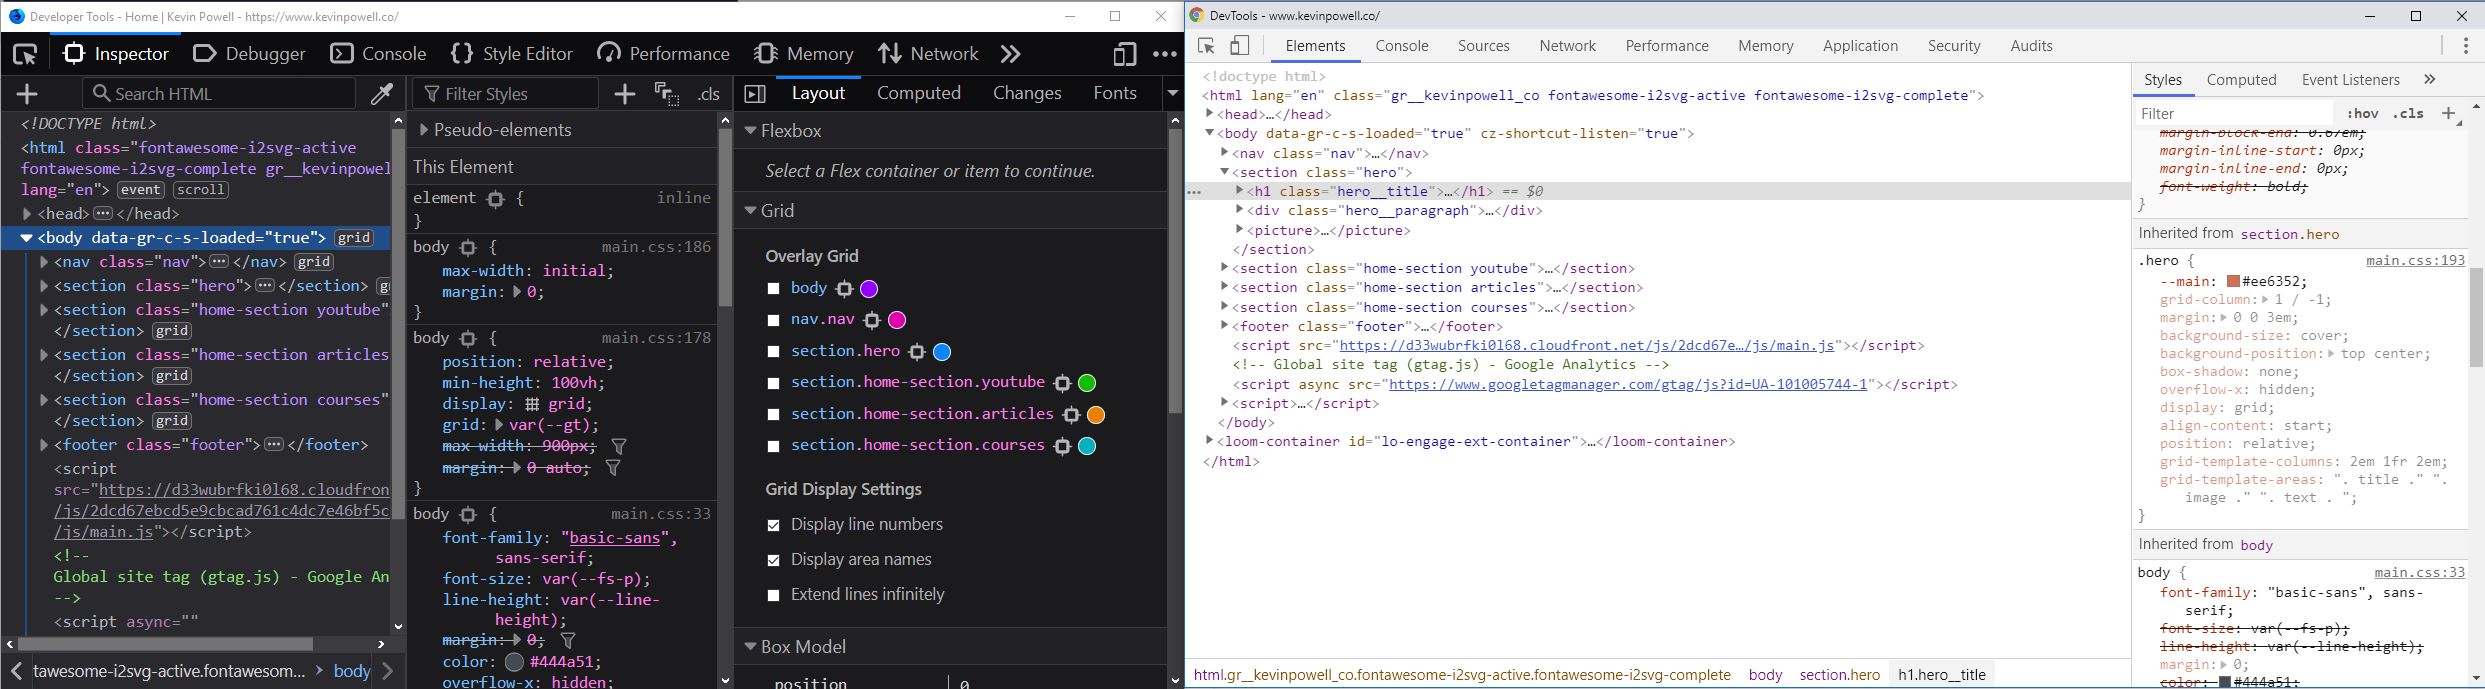 Developer Tools - Home | Kevin Powell - https://www.kevinpowell.co/
Inspector Debugger Console Style Editor Performance Memory Network
Search HTML
<!DOCTYPE html>
<html class="fontawesome-i2svg-active
fontawesome-i2svg-complete gr__kevinpowel
lang="en"> event scroll
<head> ⋯ </head>
<body data-gr-c-s-loaded="true"> grid
<nav class="nav"> ⋯ </nav> grid
<section class="hero"> ⋯ </section> gr
<section class="home-section youtube"
</section> grid
<section class="home-section articles
</section> grid
<section class="home-section courses"
</section> grid
<footer class="footer"> ⋯ </footer>
<script
src="https://d33wubrfki0l68.cloudfron
/js/2dcd67ebcd5e9cbcad761c4dc7e46bf5c
/js/main.js"></script>
<!--
Global site tag (gtag.js) - Google An
-->
<script async=""
tawesome-i2svg-active.fontawesom... > body
Filter Styles + .cls
Pseudo-elements
This Element
element { inline
}
body { main.css:186
max-width: initial;
margin: 0;
}
body { main.css:178
position: relative;
min-height: 100vh;
display: grid;
grid: var(--gt);
max-width: 900px;
margin: 0 auto;
}
body { main.css:33
font-family: "basic-sans",
sans-serif;
font-size: var(--fs-p);
line-height: var(--line-
height);
margin: 0;
color: #444a51;
overflow-x: hidden;
Layout Computed Changes Fonts
Flexbox
Select a Flex container or item to continue.
Grid
Overlay Grid
body
nav.nav
section.hero
section.home-section.youtube
section.home-section.articles
section.home-section.courses
Grid Display Settings
Display line numbers
Display area names
Extend lines infinitely
Box Model
position 0
DevTools - www.kevinpowell.co/
Elements Console Sources Network Performance Memory Application Security Audits
<!doctype html>
<html lang="en" class="gr__kevinpowell_co fontawesome-i2svg-active fontawesome-i2svg-complete">
<head>…</head>
<body data-gr-c-s-loaded="true" cz-shortcut-listen="true">
<nav class="nav">…</nav>
<section class="hero">
<h1 class="hero__title">…</h1> == $0
<div class="hero__paragraph">…</div>
<picture>…</picture>
</section>
<section class="home-section youtube">…</section>
<section class="home-section articles">…</section>
<section class="home-section courses">…</section>
<footer class="footer">…</footer>
<script src="https://d33wubrfki0l68.cloudfront.net/js/2dcd67e…/js/main.js"></script>
<!-- Global site tag (gtag.js) - Google Analytics -->
<script async src="https://www.googletagmanager.com/gtag/js?id=UA-101005744-1"></script>
<script>…</script>
</body>
<loom-container id="lo-engage-ext-container">…</loom-container>
</html>
html.gr__kevinpowell_co.fontawesome-i2svg-active.fontawesome-i2svg-complete body section.hero h1.hero__title
Styles Computed Event Listeners »
Filter :hov .cls +
margin-block-end: 0.67em;
margin-inline-start: 0px;
margin-inline-end: 0px;
font-weight: bold;
}
Inherited from section.hero
.hero { main.css:193
--main: #ee6352;
grid-column: 1 / -1;
margin: 0 0 3em;
background-size: cover;
background-position: top center;
box-shadow: none;
overflow-x: hidden;
display: grid;
align-content: start;
position: relative;
grid-template-columns: 2em 1fr 2em;
grid-template-areas: ". title ." ".
image ." ". text . ";
}
Inherited from body
body { main.css:33
font-family: "basic-sans", sans-
serif;
font-size: var(--fs-p);
line-height: var(--line-height);
margin: 0;
color: #444a51;